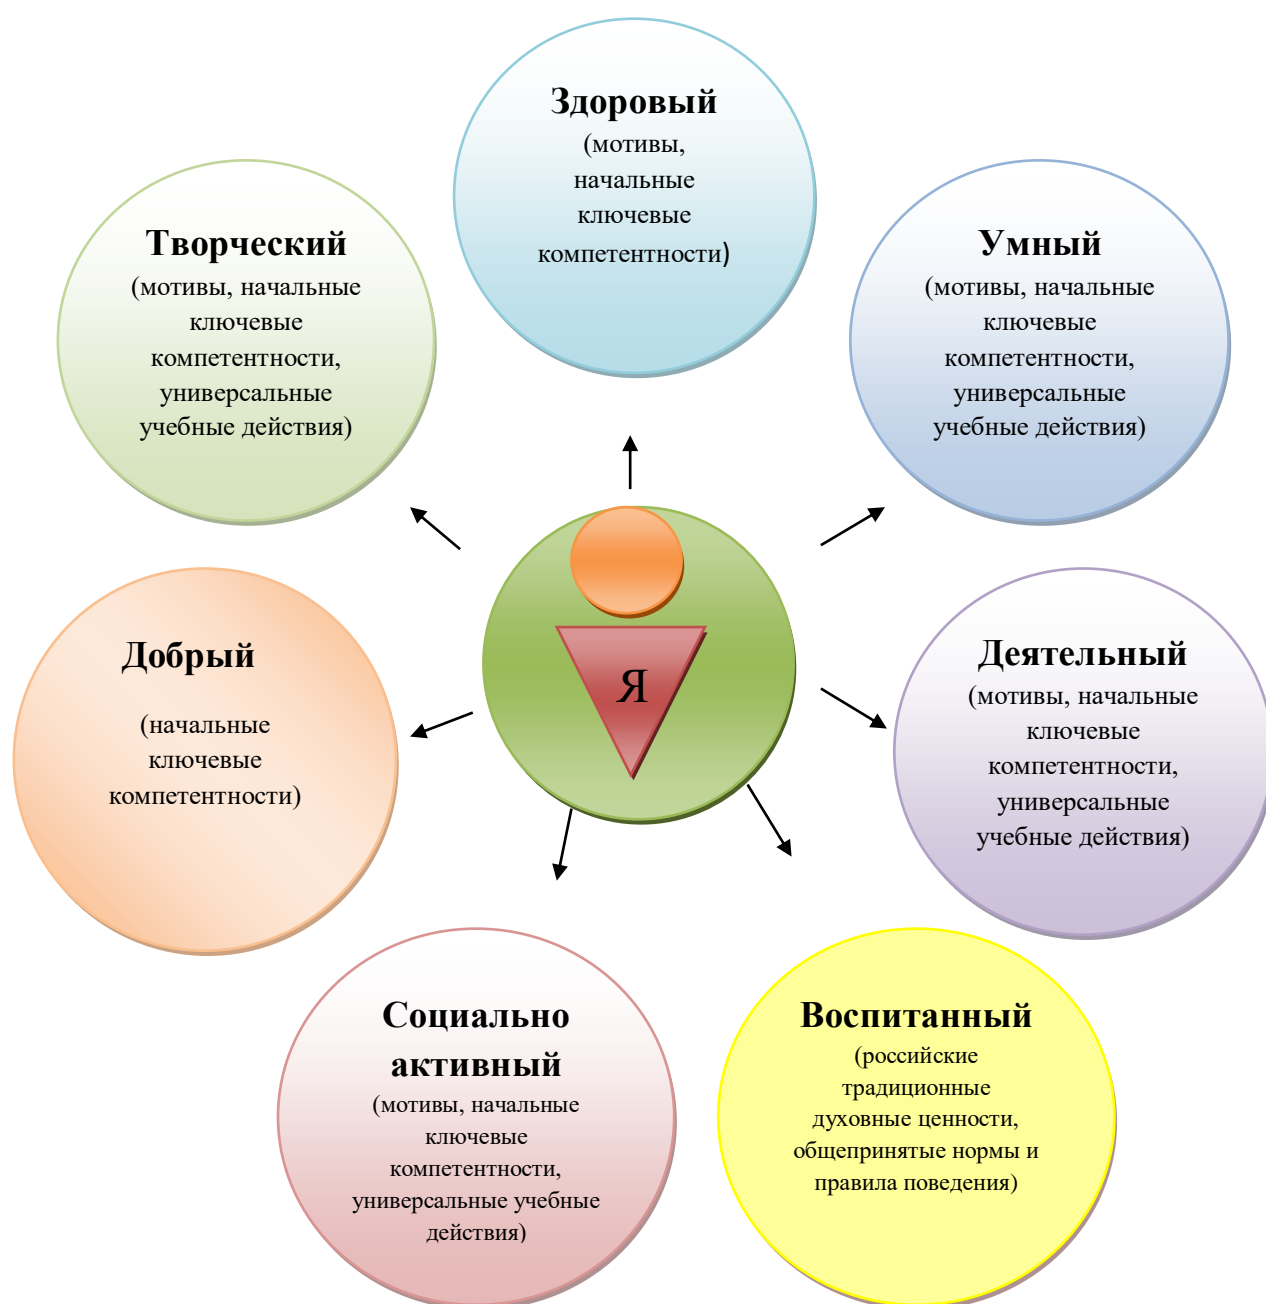 Здоровый
(мотивы,
начальные
ключевые
компетентности)
Творческий
(мотивы, начальные
ключевые
компетентности,
универсальные
учебные действия)
Умный
(мотивы, начальные
ключевые
компетентности,
универсальные
учебные действия)
Я
Добрый
(начальные
ключевые
компетентности)
Деятельный
(мотивы, начальные
ключевые
компетентности,
универсальные
учебные действия)
Социально
активный
(мотивы, начальные
ключевые
компетентности,
универсальные учебные
действия)
Воспитанный
(российские
традиционные
духовные ценности,
общепринятые нормы и
правила поведения)